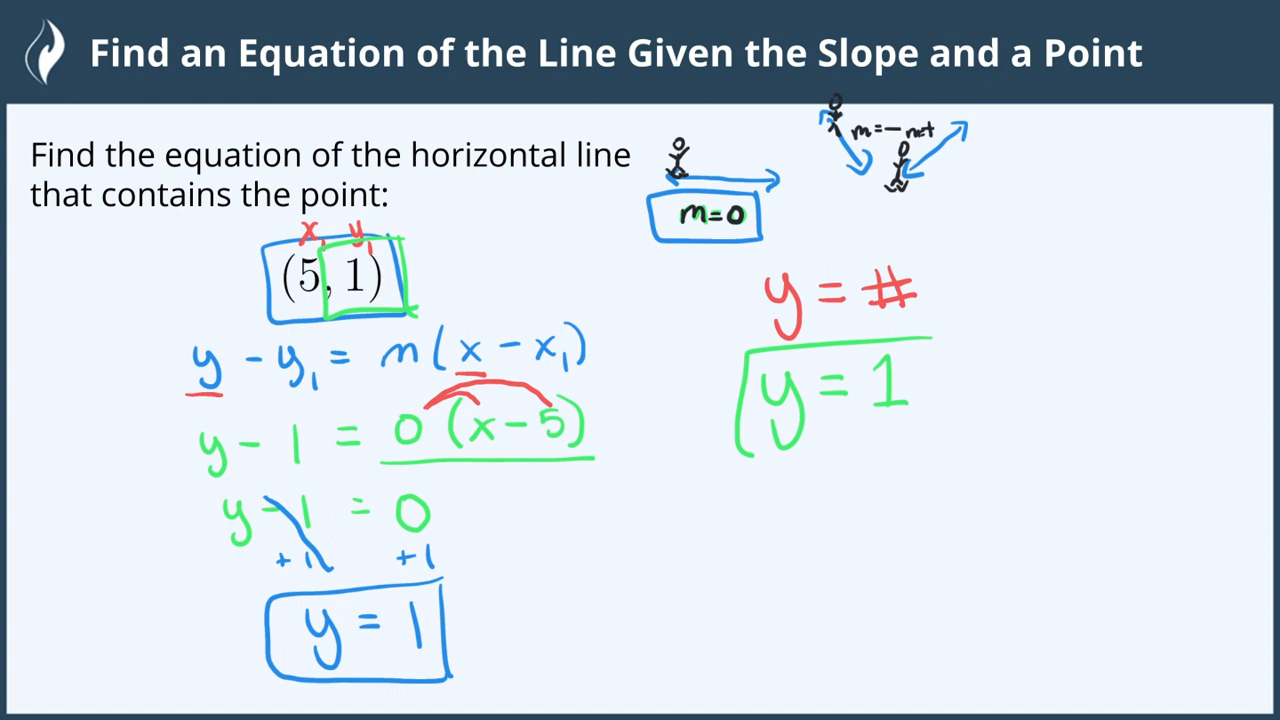 Find an Equation of the Line Given the Slope and a Point
Find the equation of the horizontal line
that contains the point:
m=0
m=-
m=+
x₁ y₁
(5, 1)
y - y₁ = m(x - x₁)
y - 1 = 0(x - 5)
y - 1 = 0
+1 +1
y = 1
y = #
y = 1